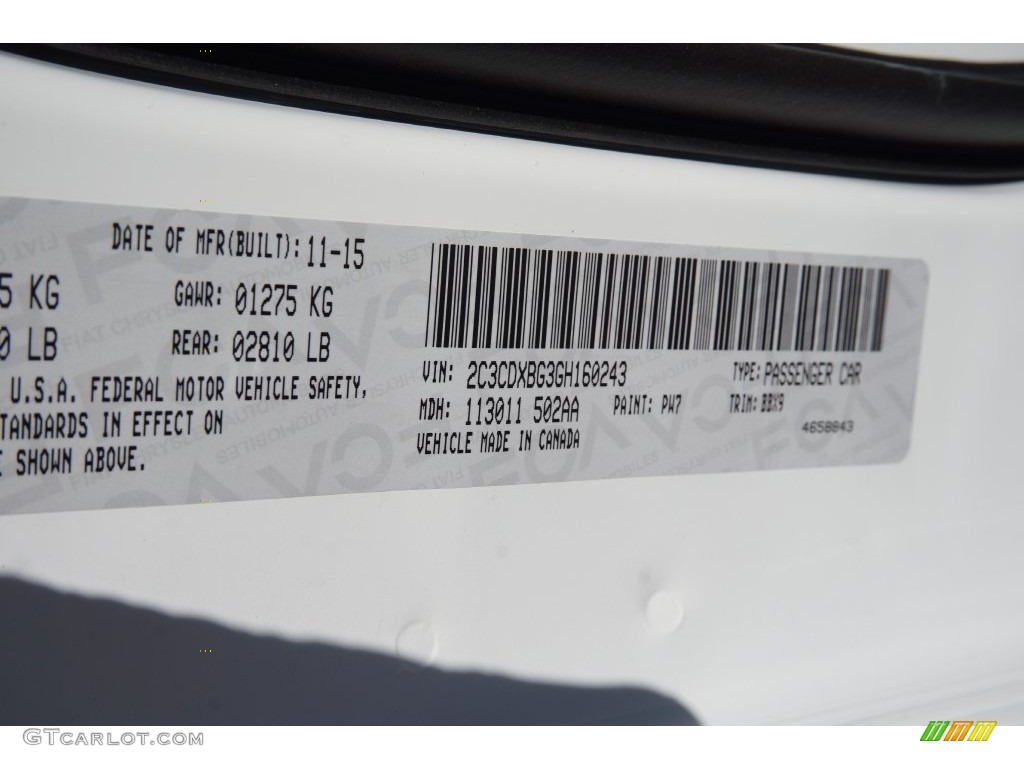 DATE OF MFR(BUILT): 11-15
5 KG GAWR: 01275 KG
0 LB REAR: 02810 LB
U.S.A. FEDERAL MOTOR VEHICLE SAFETY,
STANDARDS IN EFFECT ON
E SHOWN ABOVE.
VIN: 2C3CDXBG3GH160243 TYPE: PASSENGER CAR
MDH: 113011 502AA PAINT: PW7 TRIM: BBX9
VEHICLE MADE IN CANADA
4658843
GTCARLOT.COM